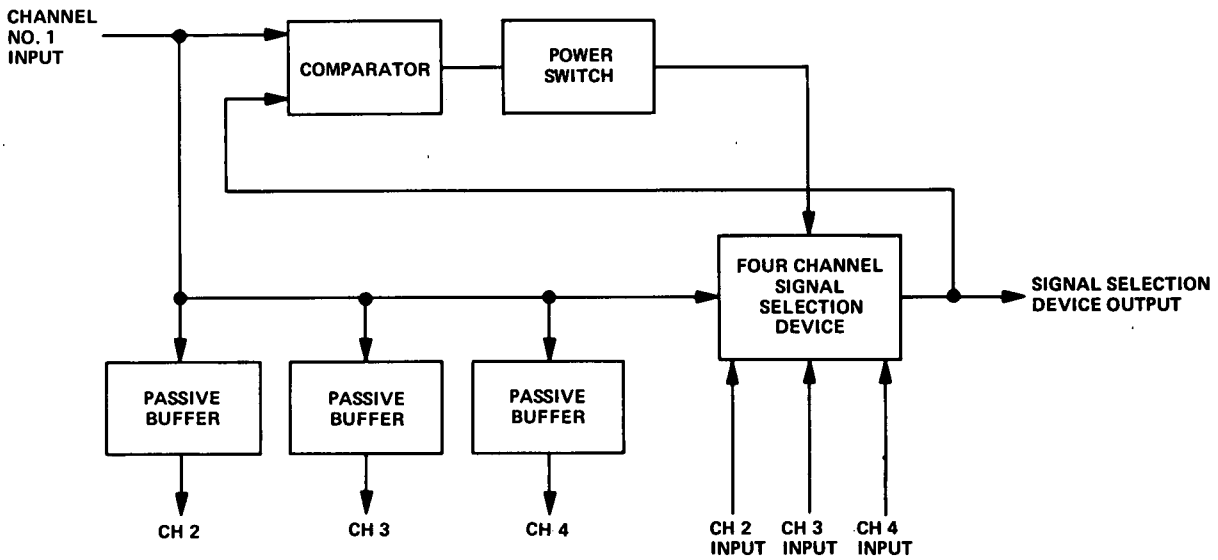 CHANNEL
NO. 1
INPUT
COMPARATOR
POWER
SWITCH
FOUR CHANNEL
SIGNAL
SELECTION
DEVICE
SIGNAL SELECTION
DEVICE OUTPUT
PASSIVE
BUFFER
PASSIVE
BUFFER
PASSIVE
BUFFER
CH 2
CH 3
CH 4
CH 2
INPUT
CH 3
INPUT
CH 4
INPUT